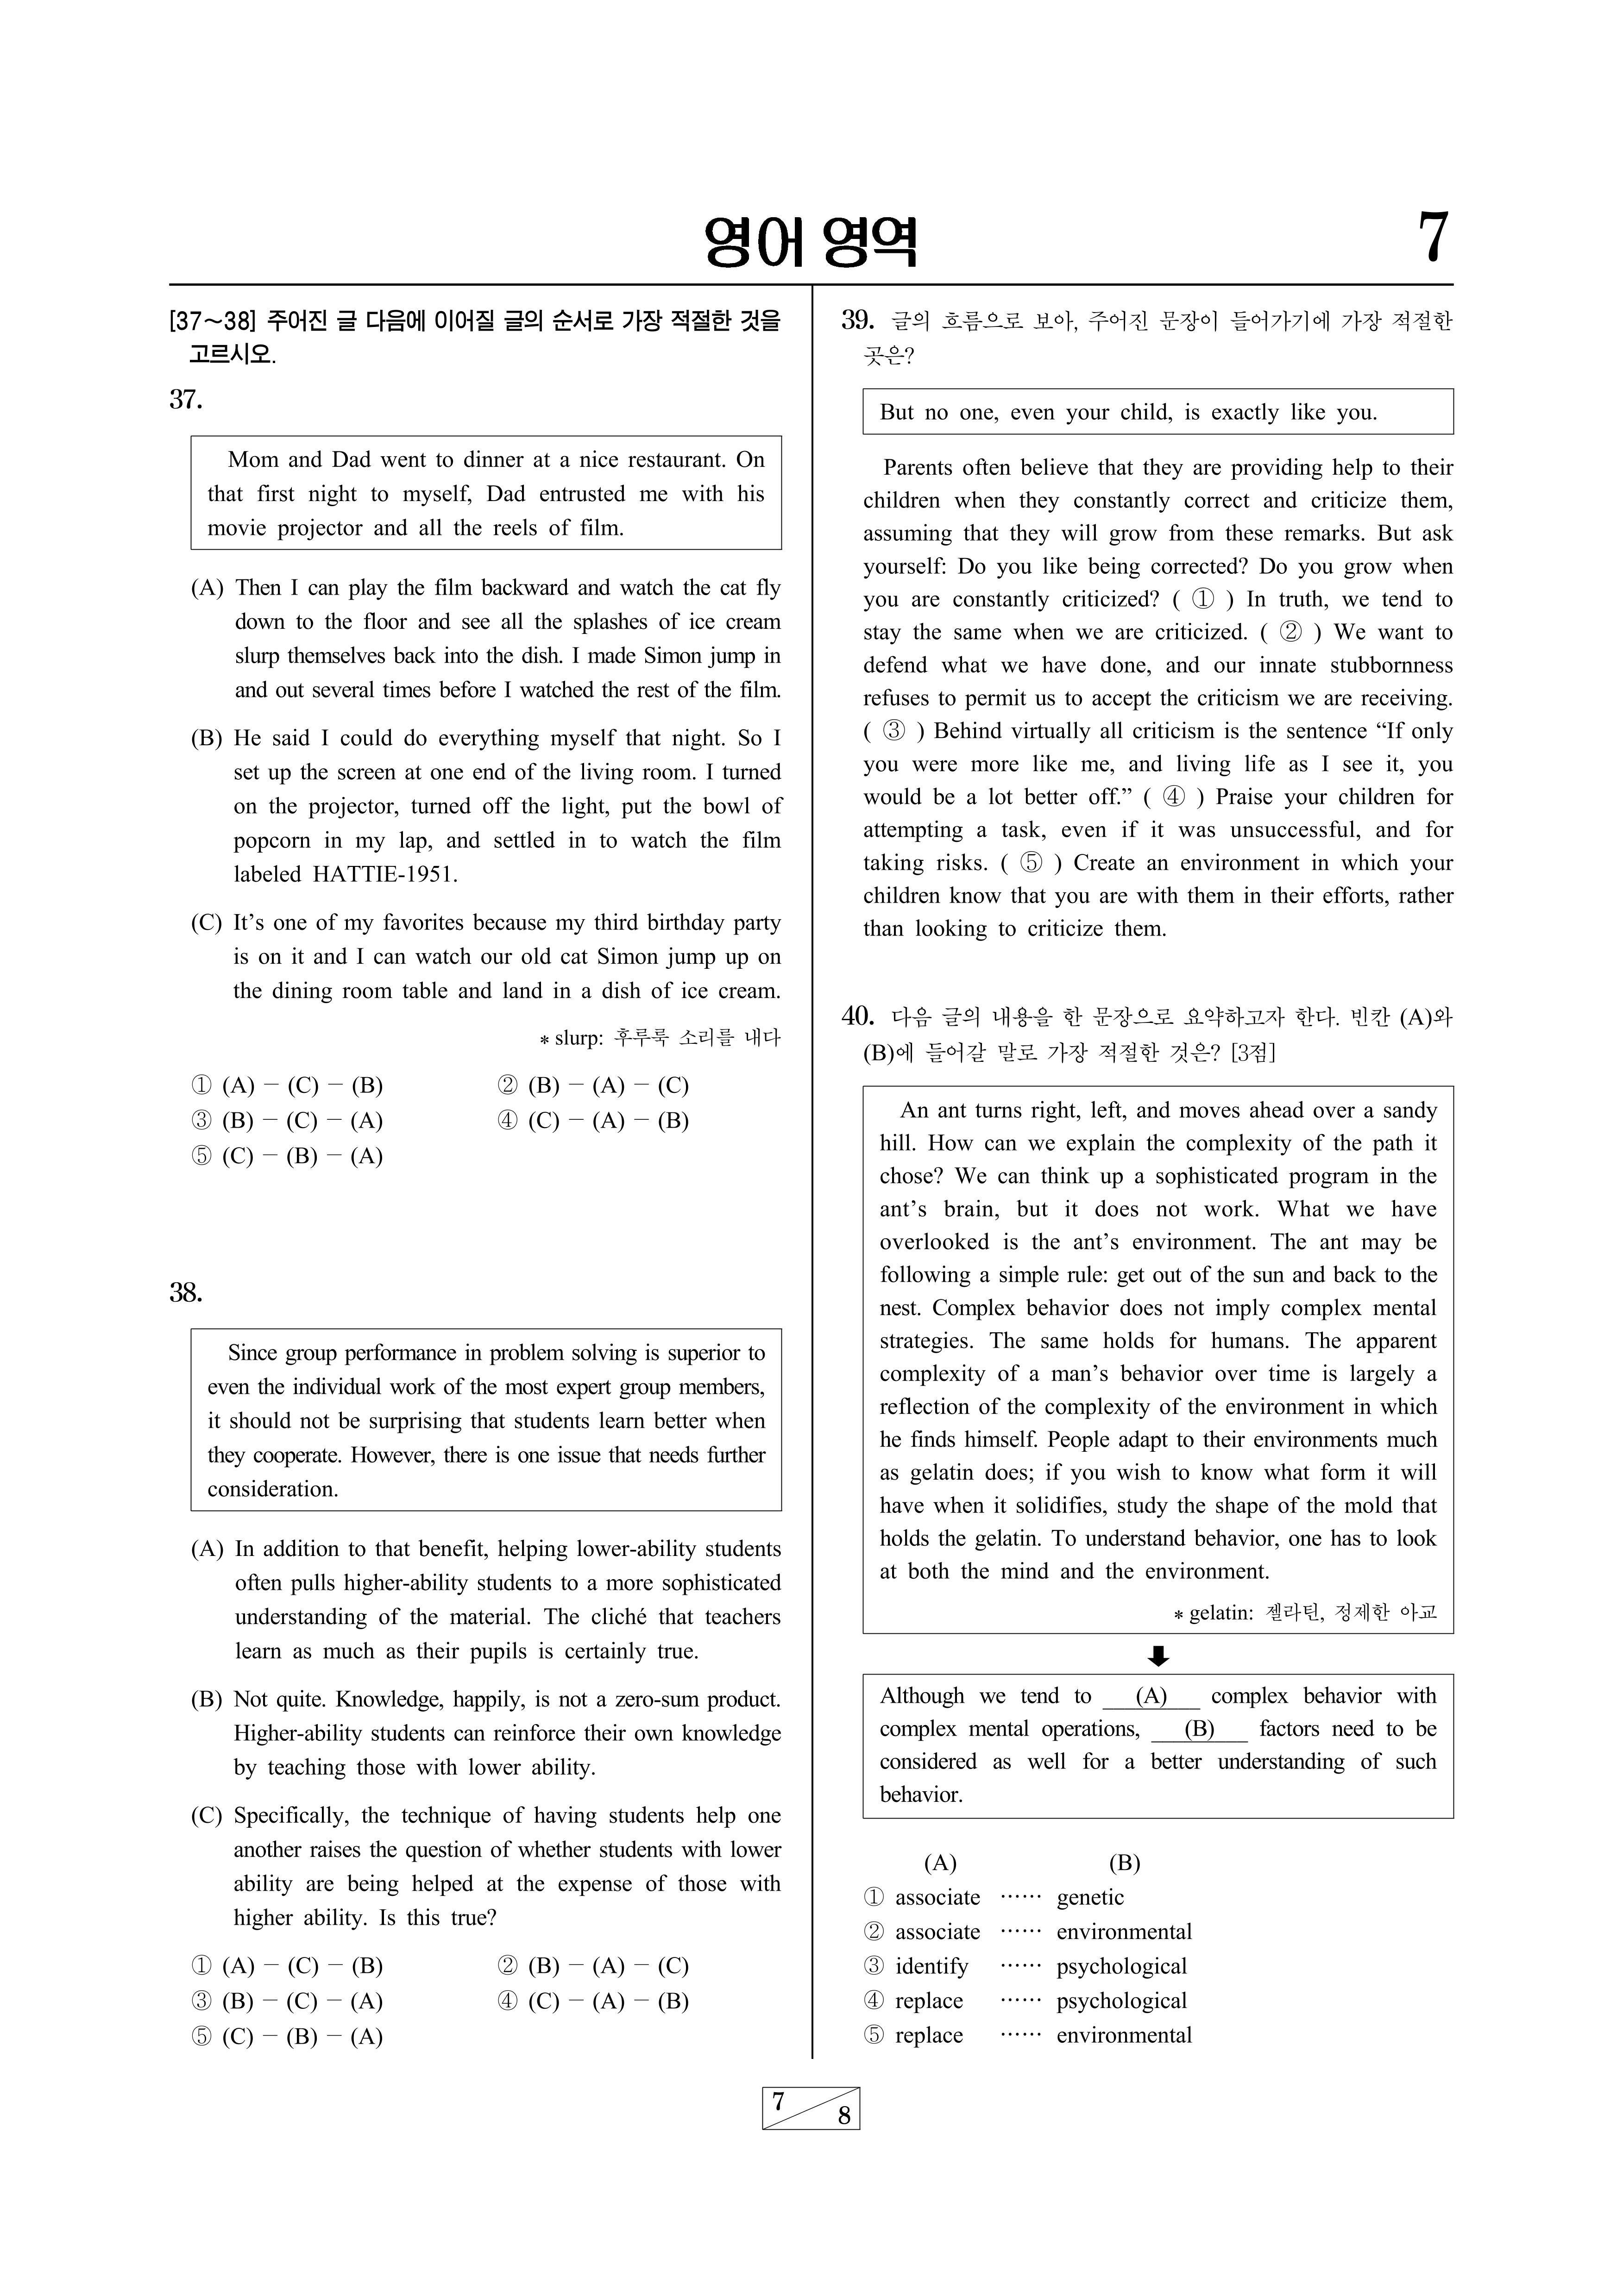 영어 영역
7
[37~38] 주어진 글 다음에 이어질 글의 순서로 가장 적절한 것을
고르시오.
37.
Mom and Dad went to dinner at a nice restaurant. On
that first night to myself, Dad entrusted me with his
movie projector and all the reels of film.
(A) Then I can play the film backward and watch the cat fly
down to the floor and see all the splashes of ice cream
slurp themselves back into the dish. I made Simon jump in
and out several times before I watched the rest of the film.
(B) He said I could do everything myself that night. So I
set up the screen at one end of the living room. I turned
on the projector, turned off the light, put the bowl of
popcorn in my lap, and settled in to watch the film
labeled HATTIE-1951.
(C) It's one of my favorites because my third birthday party
is on it and I can watch our old cat Simon jump up on
the dining room table and land in a dish of ice cream.
* slurp: 후루룩 소리를 내다
① (A) - (C) - (B) ② (B) - (A) - (C)
③ (B) - (C) - (A) ④ (C) - (A) - (B)
⑤ (C) - (B) - (A)
38.
Since group performance in problem solving is superior to
even the individual work of the most expert group members,
it should not be surprising that students learn better when
they cooperate. However, there is one issue that needs further
consideration.
(A) In addition to that benefit, helping lower-ability students
often pulls higher-ability students to a more sophisticated
understanding of the material. The cliché that teachers
learn as much as their pupils is certainly true.
(B) Not quite. Knowledge, happily, is not a zero-sum product.
Higher-ability students can reinforce their own knowledge
by teaching those with lower ability.
(C) Specifically, the technique of having students help one
another raises the question of whether students with lower
ability are being helped at the expense of those with
higher ability. Is this true?
① (A) - (C) - (B) ② (B) - (A) - (C)
③ (B) - (C) - (A) ④ (C) - (A) - (B)
⑤ (C) - (B) - (A)
39. 글의 흐름으로 보아, 주어진 문장이 들어가기에 가장 적절한
곳은?
But no one, even your child, is exactly like you.
Parents often believe that they are providing help to their
children when they constantly correct and criticize them,
assuming that they will grow from these remarks. But ask
yourself: Do you like being corrected? Do you grow when
you are constantly criticized? ( ① ) In truth, we tend to
stay the same when we are criticized. ( ② ) We want to
defend what we have done, and our innate stubbornness
refuses to permit us to accept the criticism we are receiving.
( ③ ) Behind virtually all criticism is the sentence “If only
you were more like me, and living life as I see it, you
would be a lot better off.” ( ④ ) Praise your children for
attempting a task, even if it was unsuccessful, and for
taking risks. ( ⑤ ) Create an environment in which your
children know that you are with them in their efforts, rather
than looking to criticize them.
40. 다음 글의 내용을 한 문장으로 요약하고자 한다. 빈칸 (A)와
(B)에 들어갈 말로 가장 적절한 것은? [3점]
An ant turns right, left, and moves ahead over a sandy
hill. How can we explain the complexity of the path it
chose? We can think up a sophisticated program in the
ant's brain, but it does not work. What we have
overlooked is the ant's environment. The ant may be
following a simple rule: get out of the sun and back to the
nest. Complex behavior does not imply complex mental
strategies. The same holds for humans. The apparent
complexity of a man's behavior over time is largely a
reflection of the complexity of the environment in which
he finds himself. People adapt to their environments much
as gelatin does; if you wish to know what form it will
have when it solidifies, study the shape of the mold that
holds the gelatin. To understand behavior, one has to look
at both the mind and the environment.
* gelatin: 젤라틴, 정제한 아교
Although we tend to (A) complex behavior with
complex mental operations, (B) factors need to be
considered as well for a better understanding of such
behavior.
(A) (B)
① associate …… genetic
② associate …… environmental
③ identify …… psychological
④ replace …… psychological
⑤ replace …… environmental
7
8